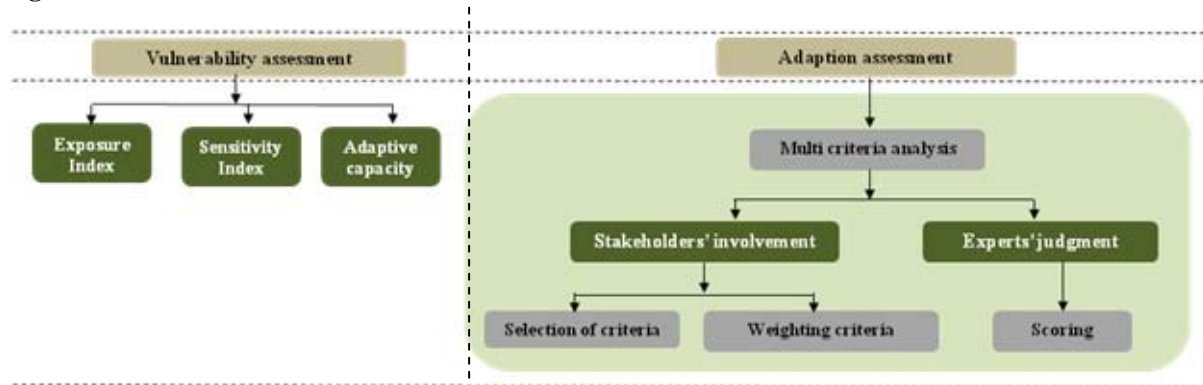 Vulnerability assessment
Adaption assessment
Exposure
Index
Sensitivity
Index
Adaptive
capacity
Multi criteria analysis
Stakeholders' involvement
Experts' judgment
Selection of criteria
Weighting criteria
Scoring